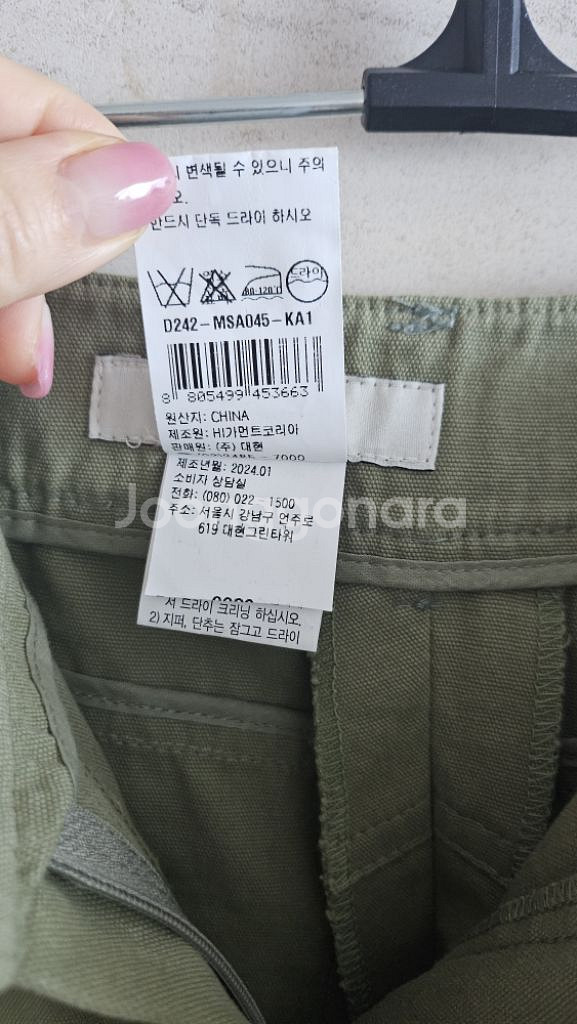 변색될 수 있으니 주의
오.
반드시 단독 드라이 하시오
80-120℃
드라이
D242-MSA045-KA1
8 805499 453663
원산지: CHINA
제조원: HI가먼트코리아
판매원: (주) 대현
제조년월: 2024.01
소비자 상담실
전화: (080) 022-1500
주소: 서울시 강남구 언주로
619 대현그린타워
서 드라이 크리닝 하십시오.
2) 지퍼, 단추는 잠그고 드라이